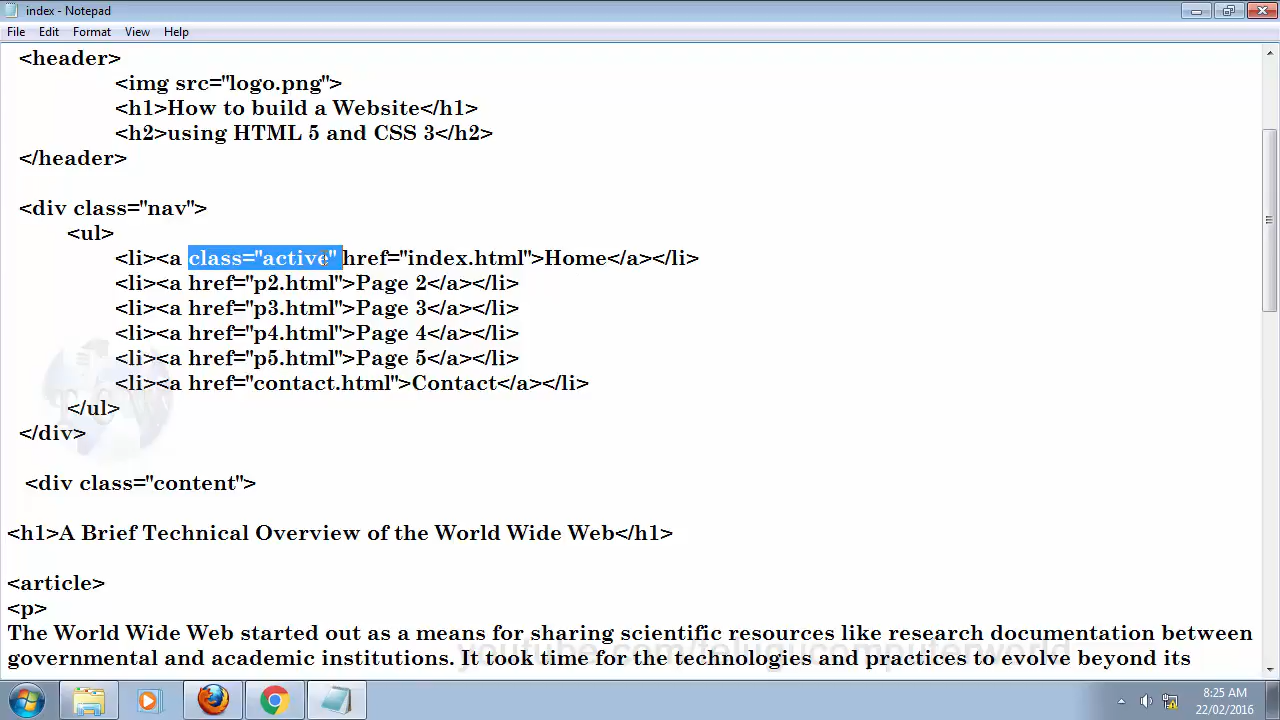 index - Notepad
File Edit Format View Help
<header>
<img src="logo.png">
<h1>How to build a Website</h1>
<h2>using HTML 5 and CSS 3</h2>
</header>
<div class="nav">
<ul>
<li><a class="active" href="index.html">Home</a></li>
<li><a href="p2.html">Page 2</a></li>
<li><a href="p3.html">Page 3</a></li>
<li><a href="p4.html">Page 4</a></li>
<li><a href="p5.html">Page 5</a></li>
<li><a href="contact.html">Contact</a></li>
</ul>
</div>
<div class="content">
<h1>A Brief Technical Overview of the World Wide Web</h1>
<article>
<p>
The World Wide Web started out as a means for sharing scientific resources like research documentation between
governmental and academic institutions. It took time for the technologies and practices to evolve beyond its
youtube.com/telugucomputerworld
8:25 AM
22/02/2016